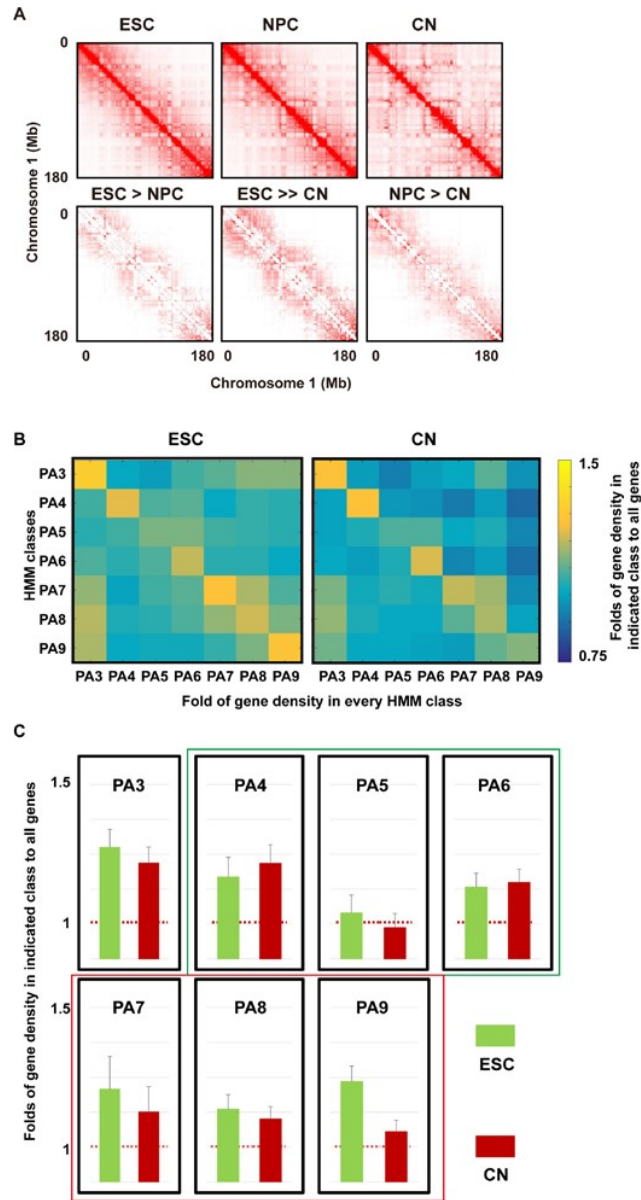 A
ESC NPC CN
0
180
Chromosome 1 (Mb)
ESC > NPC ESC >> CN NPC > CN
0
180
0 180 0 180 0 180
Chromosome 1 (Mb)
B
ESC CN
HMM classes
PA3
PA4
PA5
PA6
PA7
PA8
PA9
PA3 PA4 PA5 PA6 PA7 PA8 PA9 PA3 PA4 PA5 PA6 PA7 PA8 PA9
Fold of gene density in every HMM class
1.5
0.75
Folds of gene density in
indicated class to all genes
C
Folds of gene density in indicated class to all genes
1.5
1
PA3 PA4 PA5 PA6
1.5
1
PA7 PA8 PA9
ESC
CN